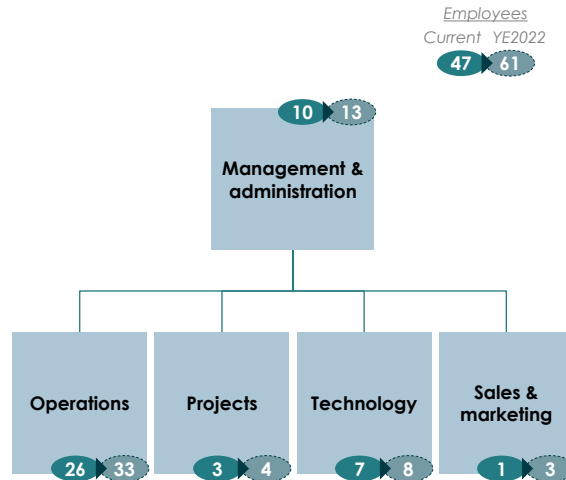 Employees
Current YE2022
47 61
10 13
Management &
administration
Operations
Projects
Technology
Sales &
marketing
26 33
3 4
7 8
1 3